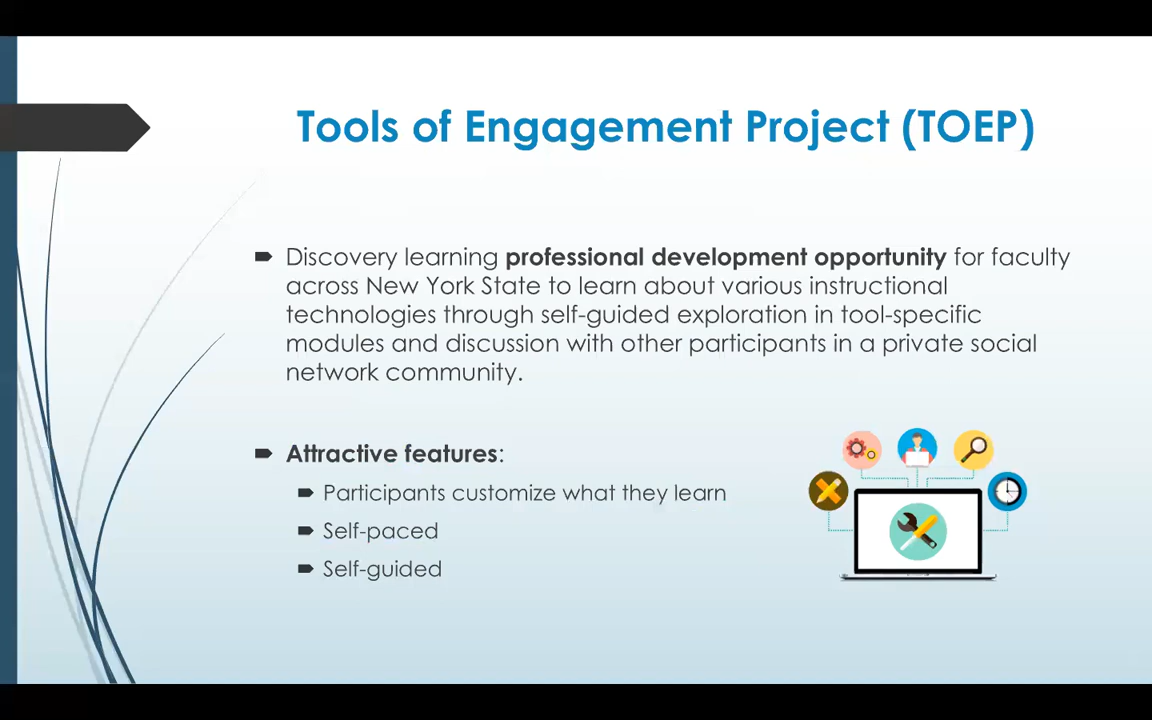 Tools of Engagement Project (TOEP)
Discovery learning professional development opportunity for faculty
across New York State to learn about various instructional
technologies through self-guided exploration in tool-specific
modules and discussion with other participants in a private social
network community.
Attractive features:
Participants customize what they learn
Self-paced
Self-guided